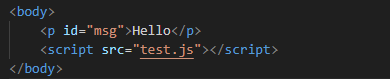 <body>
    <p id="msg">Hello</p>
    <script src="test.js"></script>
</body>